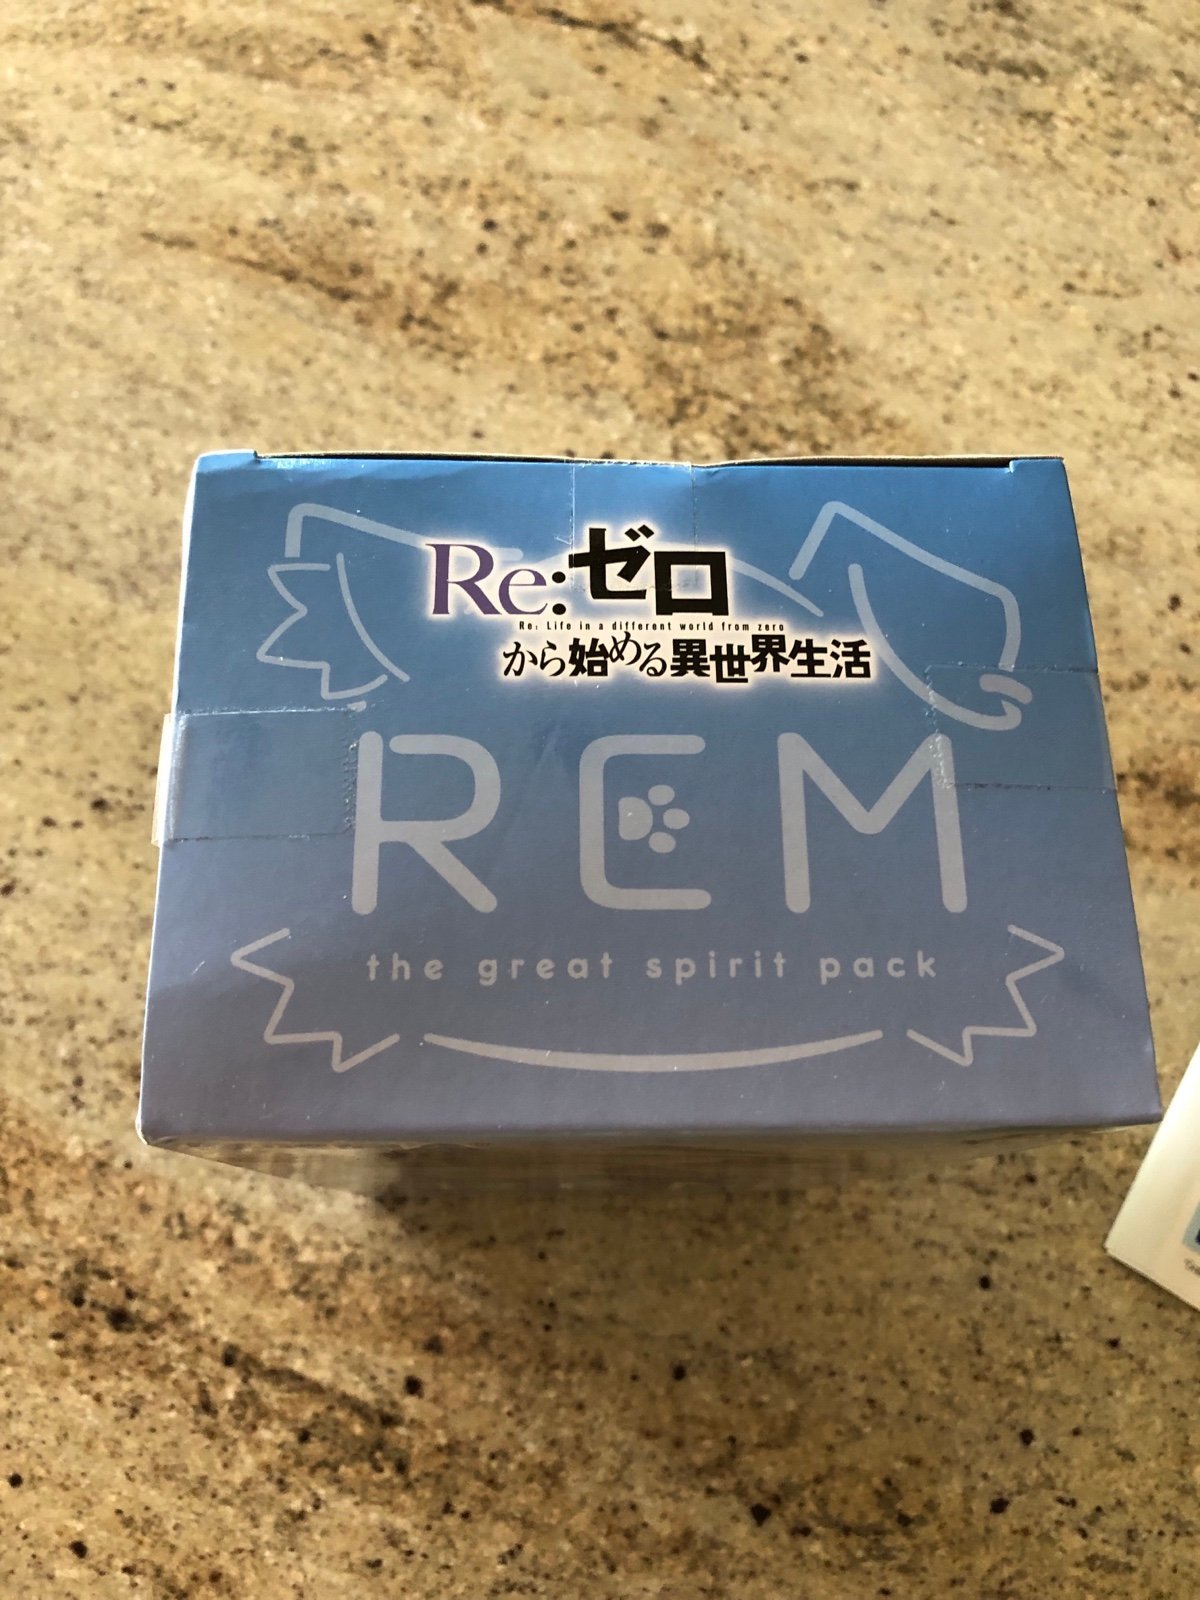 Re:ゼロ
Re: Life in a different world from zero
から始める異世界生活
REM
the great spirit pack